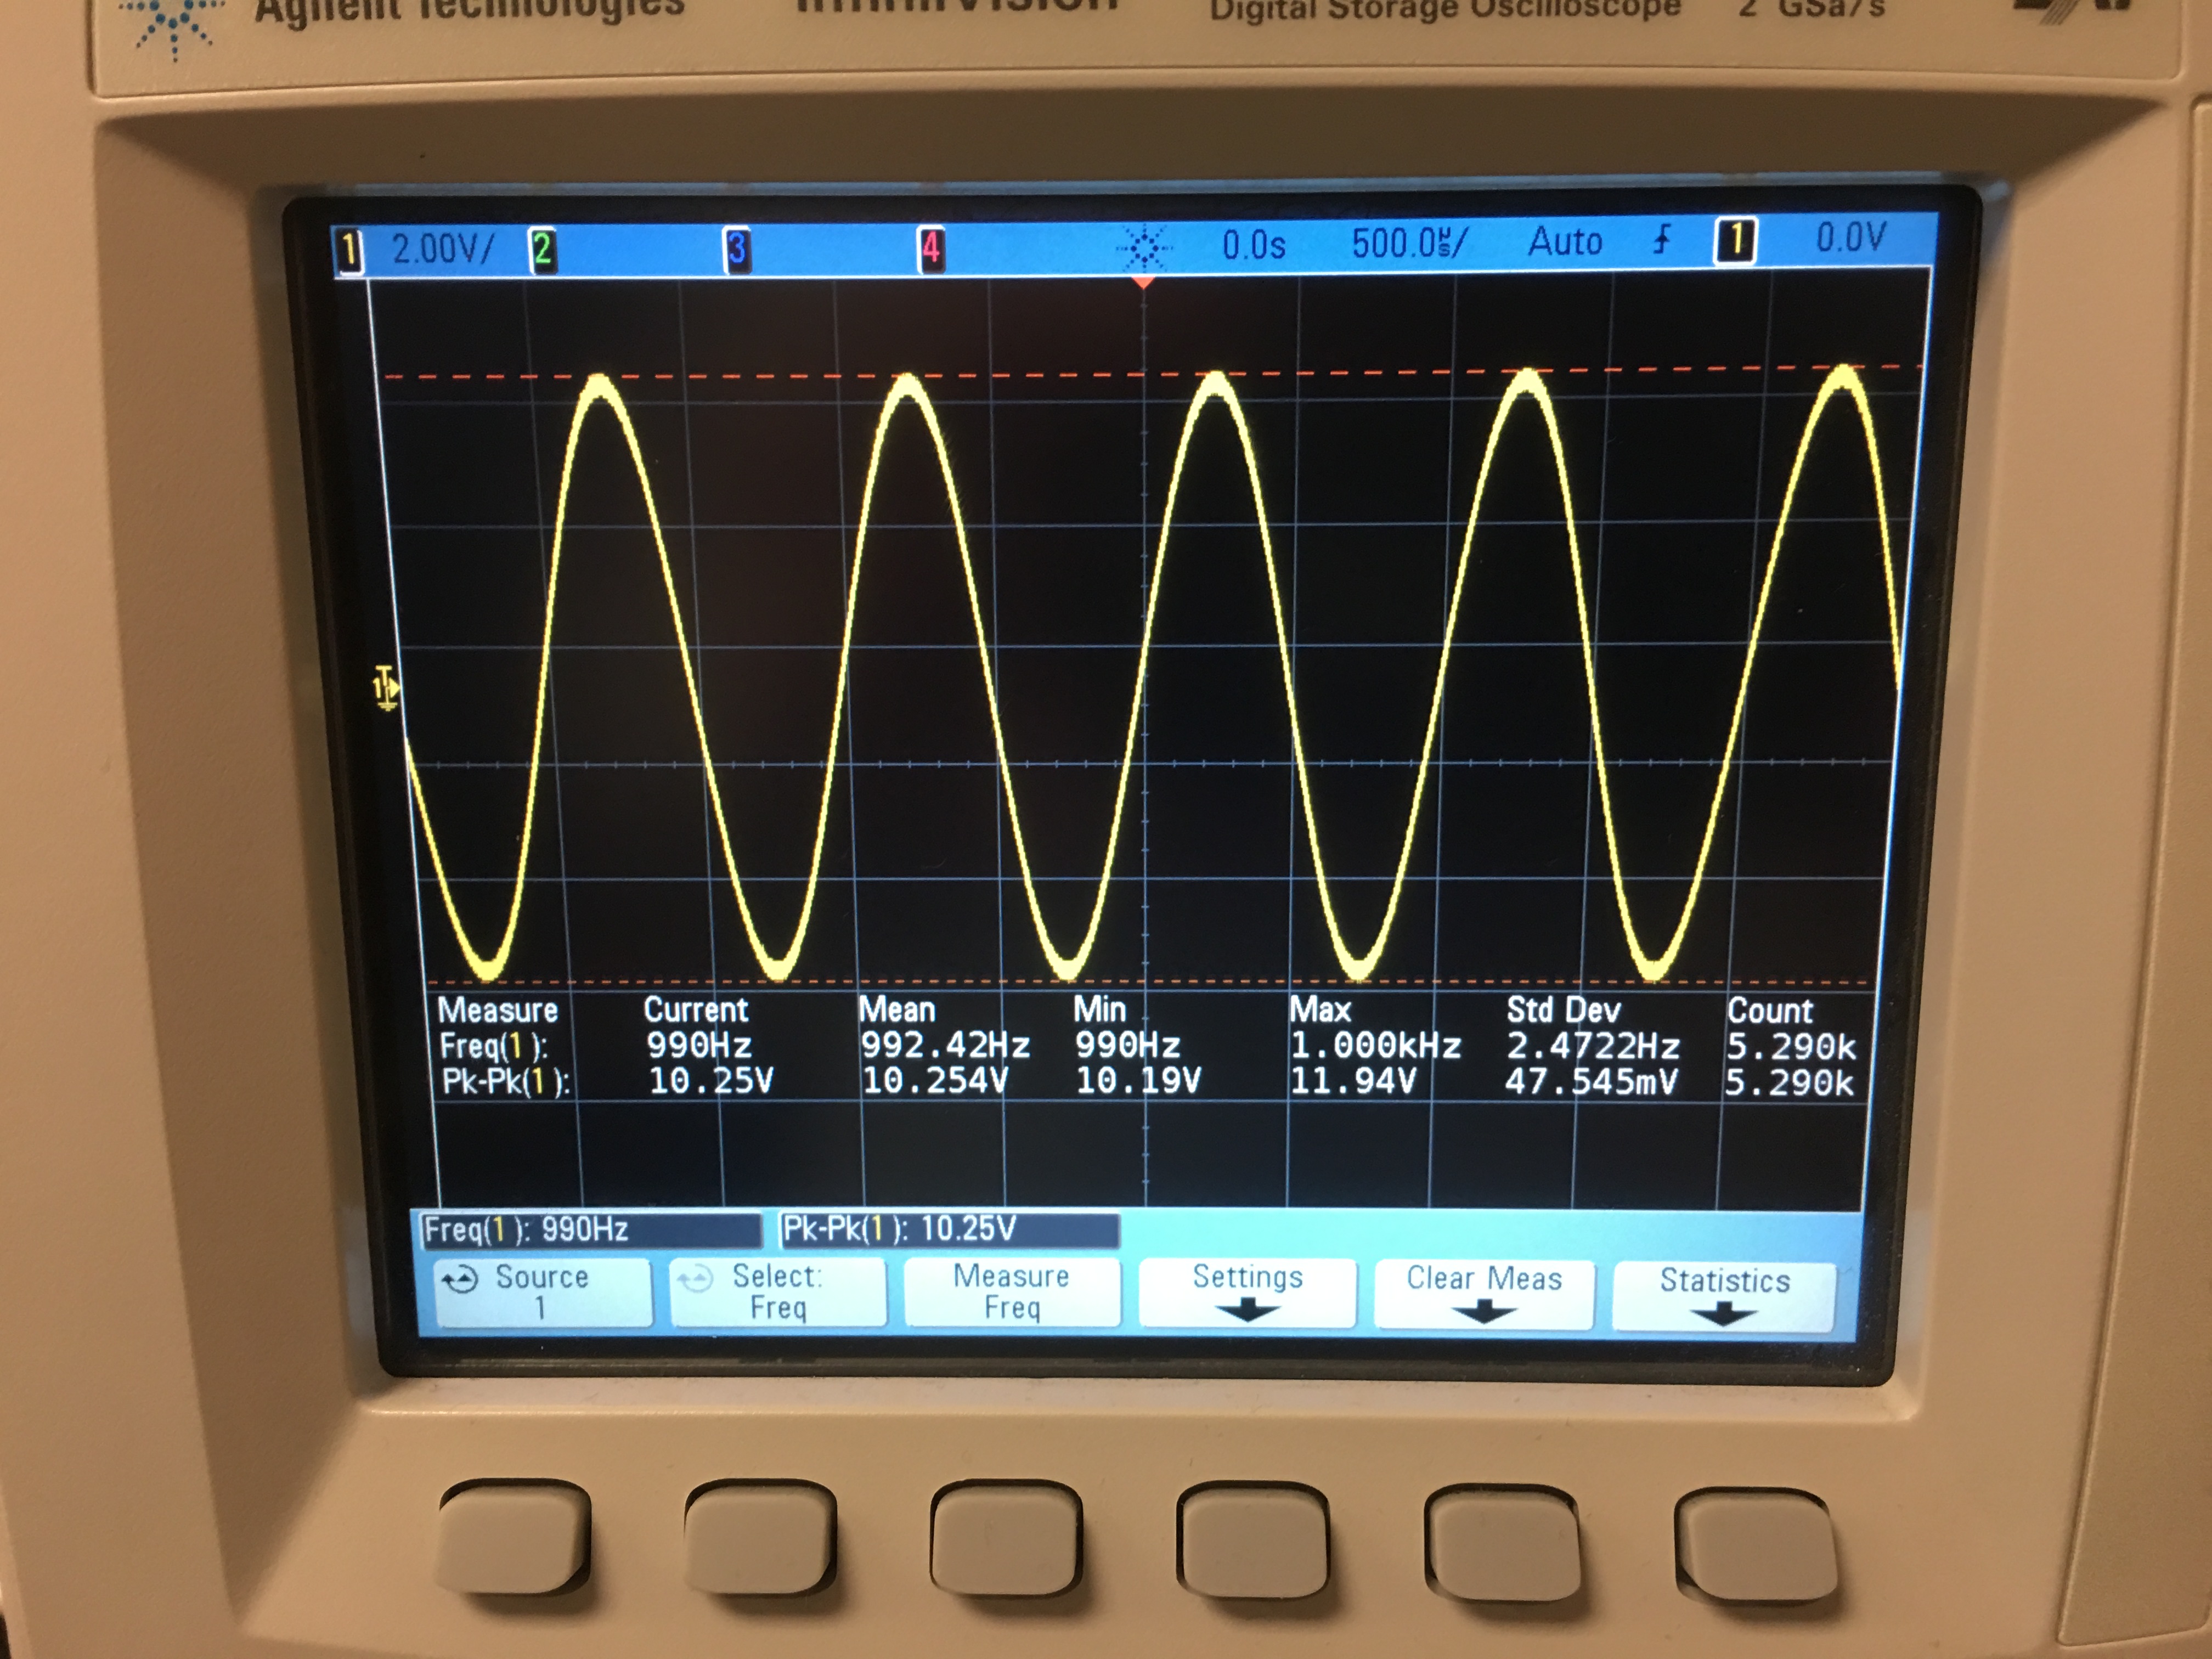 Agilent Technologies InfiniiVision Digital Storage Oscilloscope 2 GSa/s
1 2.00V/ 2 3 4 0.0s 500.0µs/ Auto 1 0.0V
1
Measure Current Mean Min Max Std Dev Count
Freq(1): 990Hz 992.42Hz 990Hz 1.000kHz 2.4722Hz 5.290k
Pk-Pk(1): 10.25V 10.254V 10.19V 11.94V 47.545mV 5.290k
Freq(1): 990Hz Pk-Pk(1): 10.25V
Source Select: Measure Settings Clear Meas Statistics
1 Freq Freq